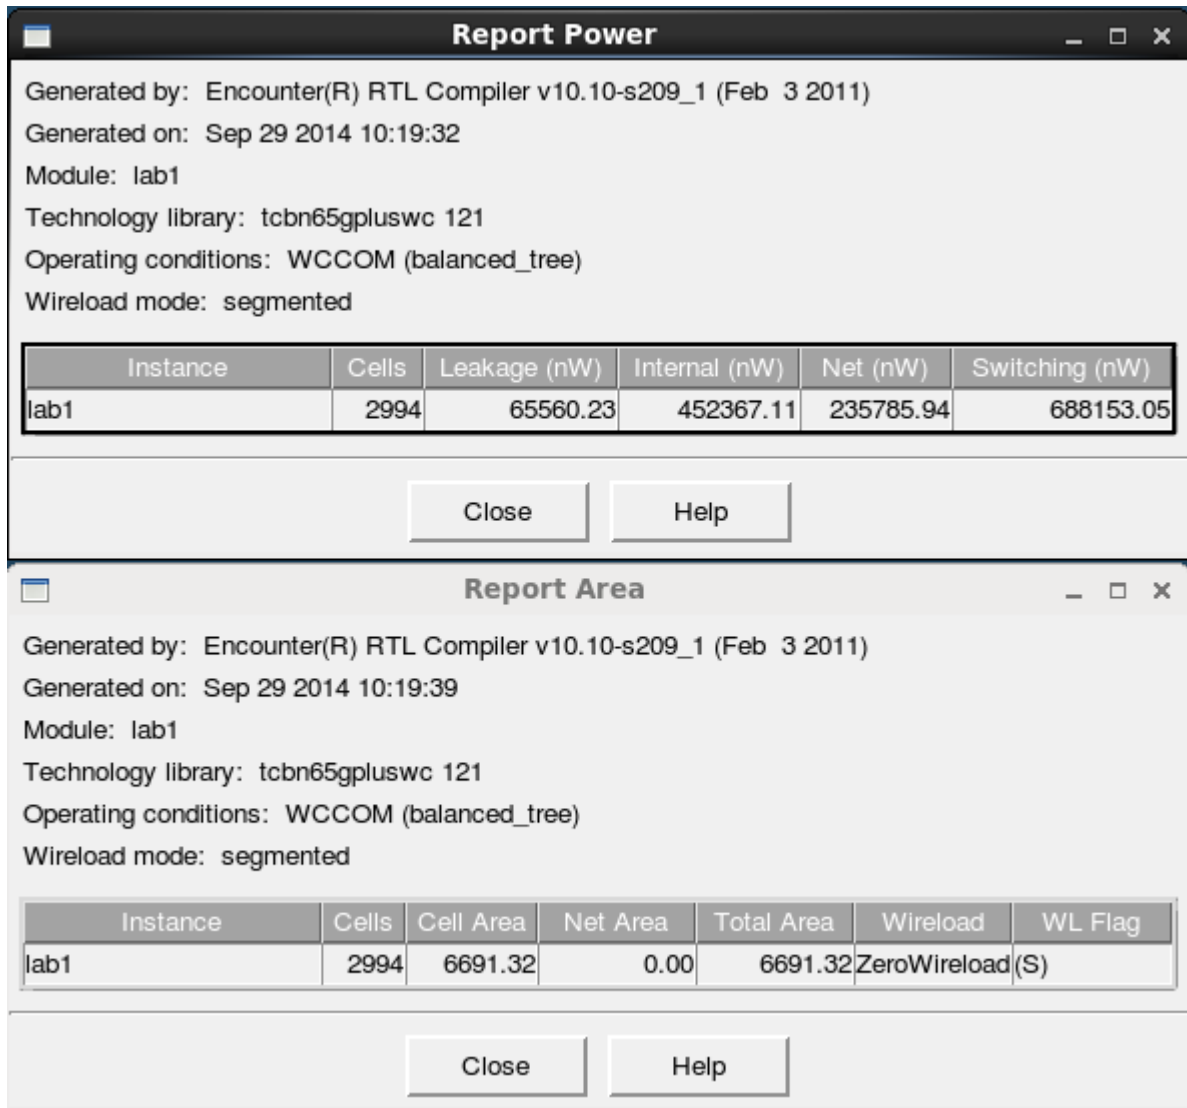 Report Power
Generated by:  Encounter(R) RTL Compiler v10.10-s209_1 (Feb  3 2011)
Generated on:  Sep 29 2014 10:19:32
Module:  lab1
Technology library:  tcbn65gpluswc 121
Operating conditions:  WCCOM (balanced_tree)
Wireload mode:  segmented
Instance Cells Leakage (nW) Internal (nW) Net (nW) Switching (nW)
lab1 2994 65560.23 452367.11 235785.94 688153.05
Close Help
Report Area
Generated by:  Encounter(R) RTL Compiler v10.10-s209_1 (Feb  3 2011)
Generated on:  Sep 29 2014 10:19:39
Module:  lab1
Technology library:  tcbn65gpluswc 121
Operating conditions:  WCCOM (balanced_tree)
Wireload mode:  segmented
Instance Cells Cell Area Net Area Total Area Wireload WL Flag
lab1 2994 6691.32 0.00 6691.32 ZeroWireload (S)
Close Help